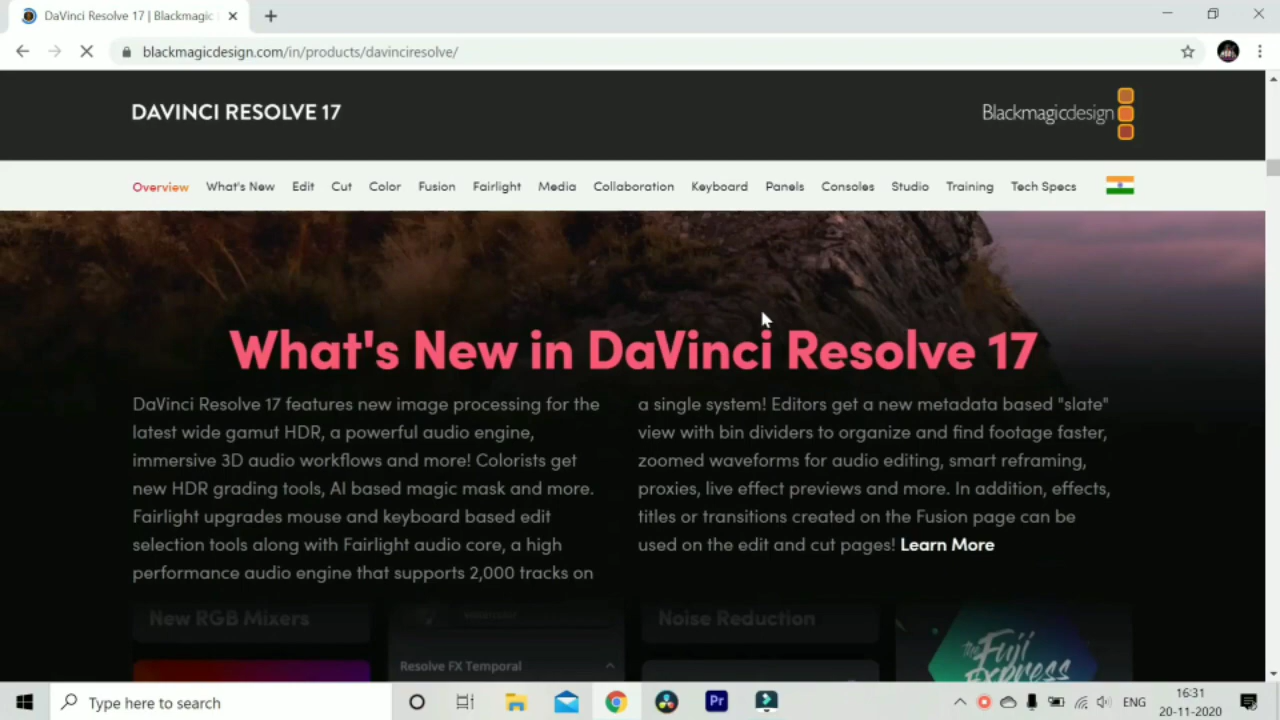 DaVinci Resolve 17 | Blackmagic
blackmagicdesign.com/in/products/davinciresolve/
DAVINCI RESOLVE 17
Blackmagicdesign
Overview What's New Edit Cut Color Fusion Fairlight Media Collaboration Keyboard Panels Consoles Studio Training Tech Specs
What's New in DaVinci Resolve 17
DaVinci Resolve 17 features new image processing for the
latest wide gamut HDR, a powerful audio engine,
immersive 3D audio workflows and more! Colorists get
new HDR grading tools, AI based magic mask and more.
Fairlight upgrades mouse and keyboard based edit
selection tools along with Fairlight audio core, a high
performance audio engine that supports 2,000 tracks on
a single system! Editors get a new metadata based "slate"
view with bin dividers to organize and find footage faster,
zoomed waveforms for audio editing, smart reframing,
proxies, live effect previews and more. In addition, effects,
titles or transitions created on the Fusion page can be
used on the edit and cut pages! Learn More
New RGB Mixers
Noise Reduction
Resolve FX Temporal
the Fuji
EXPRESS
Type here to search
Pr
ENG
16:31
20-11-2020